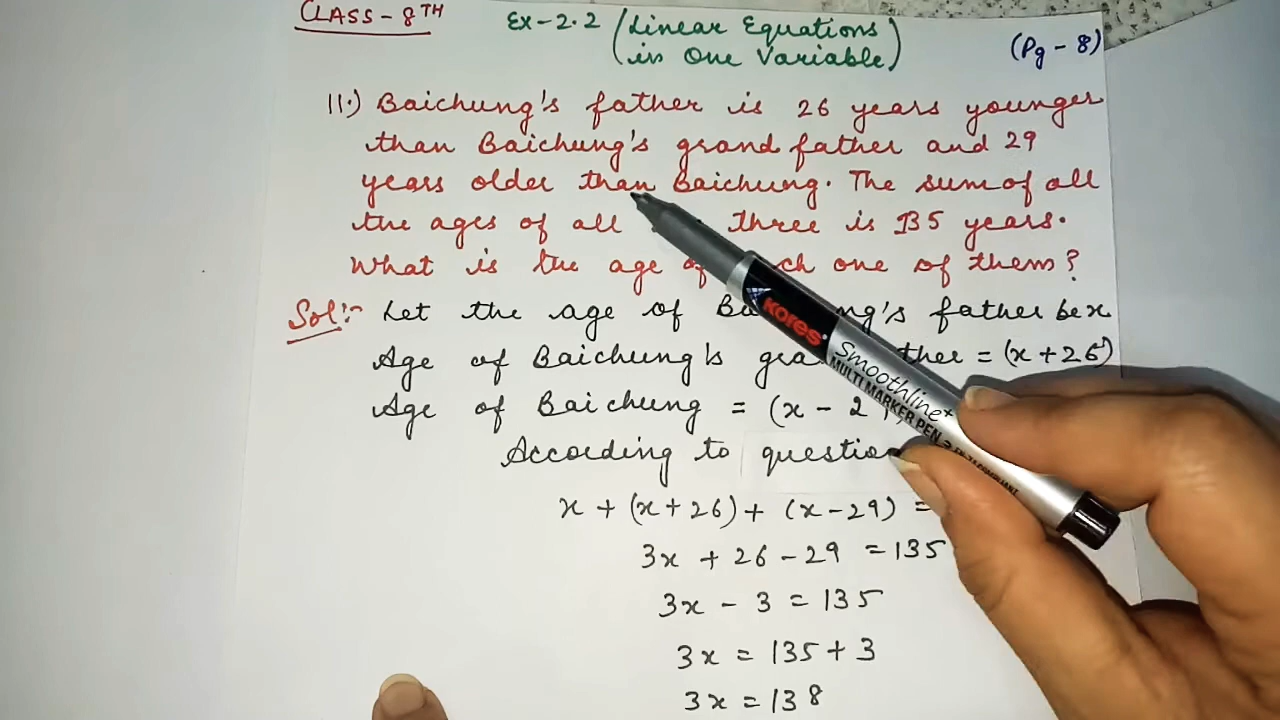 CLASS - 8TH
Ex - 2.2 (Linear Equations
in One Variable)
(Pg - 8)
11.) Baichung's father is 26 years younger
than Baichung's grand father and 29
years older than Baichung. The sum of all
the ages of all three is 135 years.
What is the age of one of them?
Sol:- Let the age of father be x
Age of Baichung's = (x + 26)
Age of Baichung = (x - 2
According to question
x + (x + 26) + (x - 29) =
3x + 26 - 29 = 135
3x - 3 = 135
3x = 135 + 3
3x = 138
KORES
Smoothline
MULTI MARKER PEN